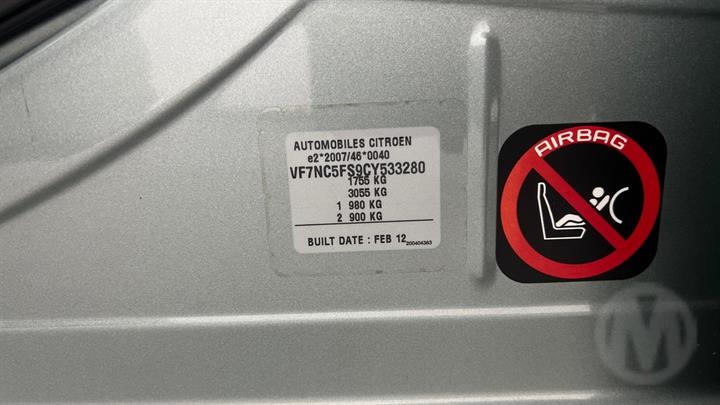 AUTOMOBILES CITROEN
e2*2007/46*0040
VF7NC5FS9CY533280
1755 KG
3055 KG
1 980 KG
2 900 KG
BUILT DATE : FEB 12 200404363
AIRBAG
M